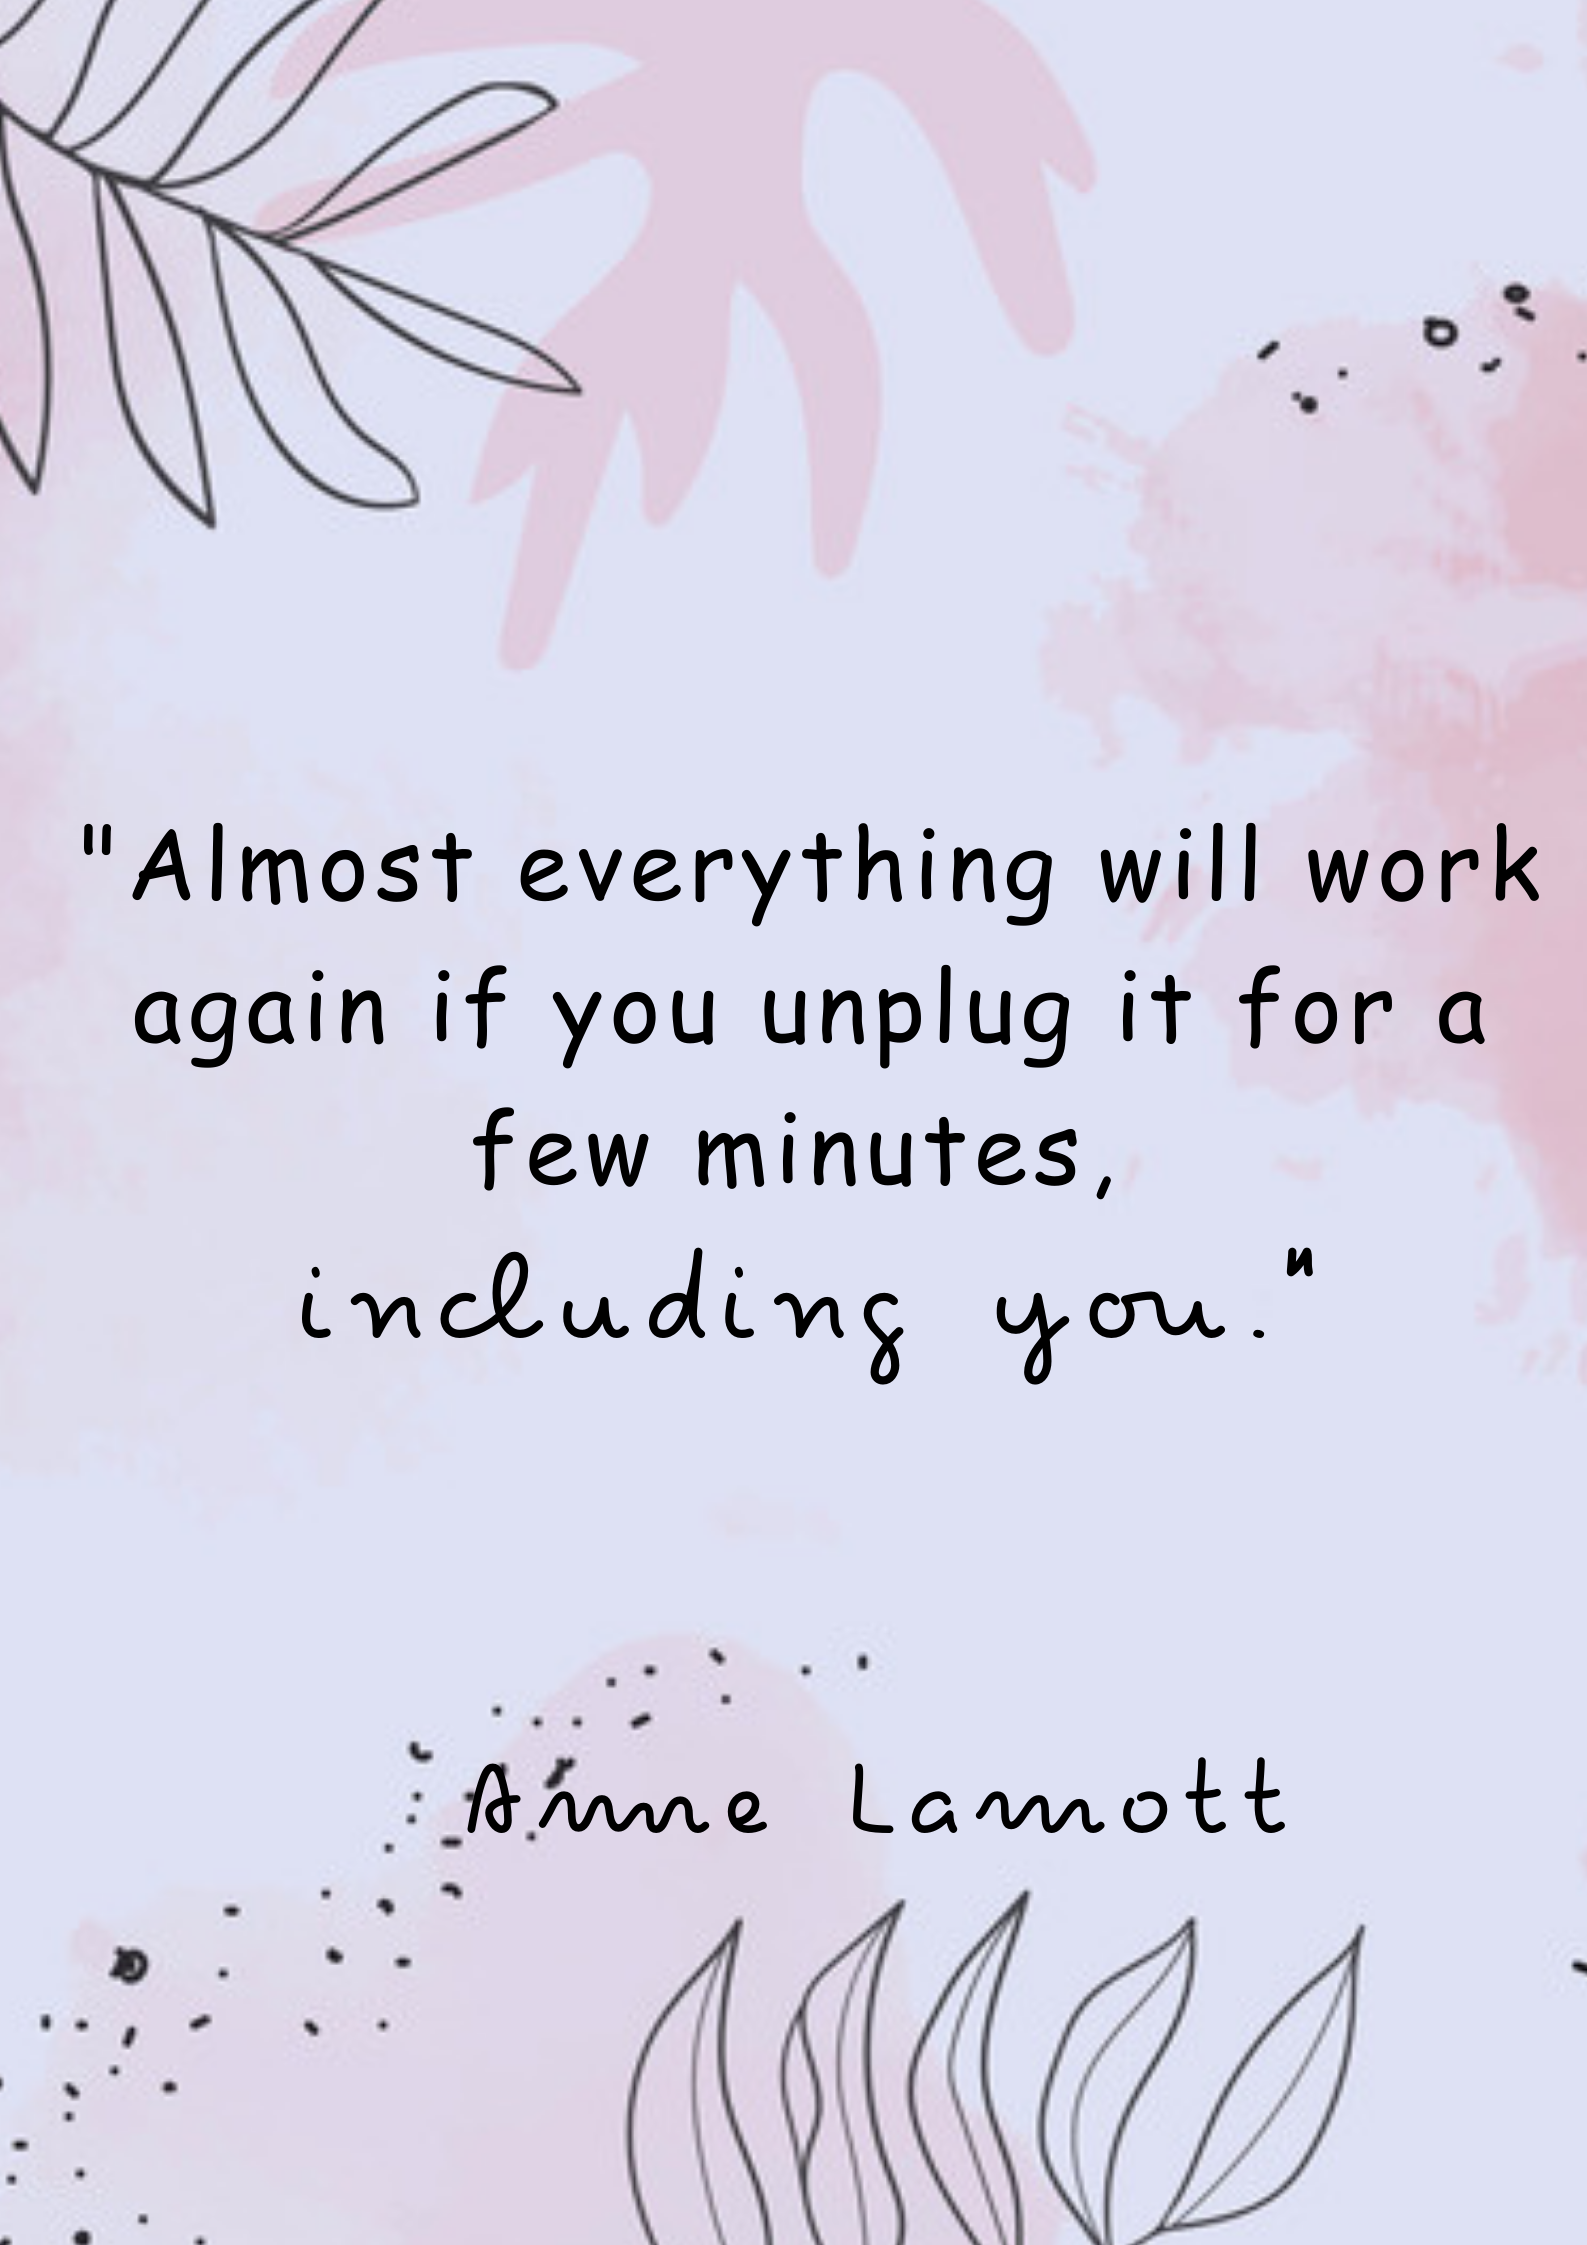 "Almost everything will work
again if you unplug it for a
few minutes,
including you."
Anne Lamott